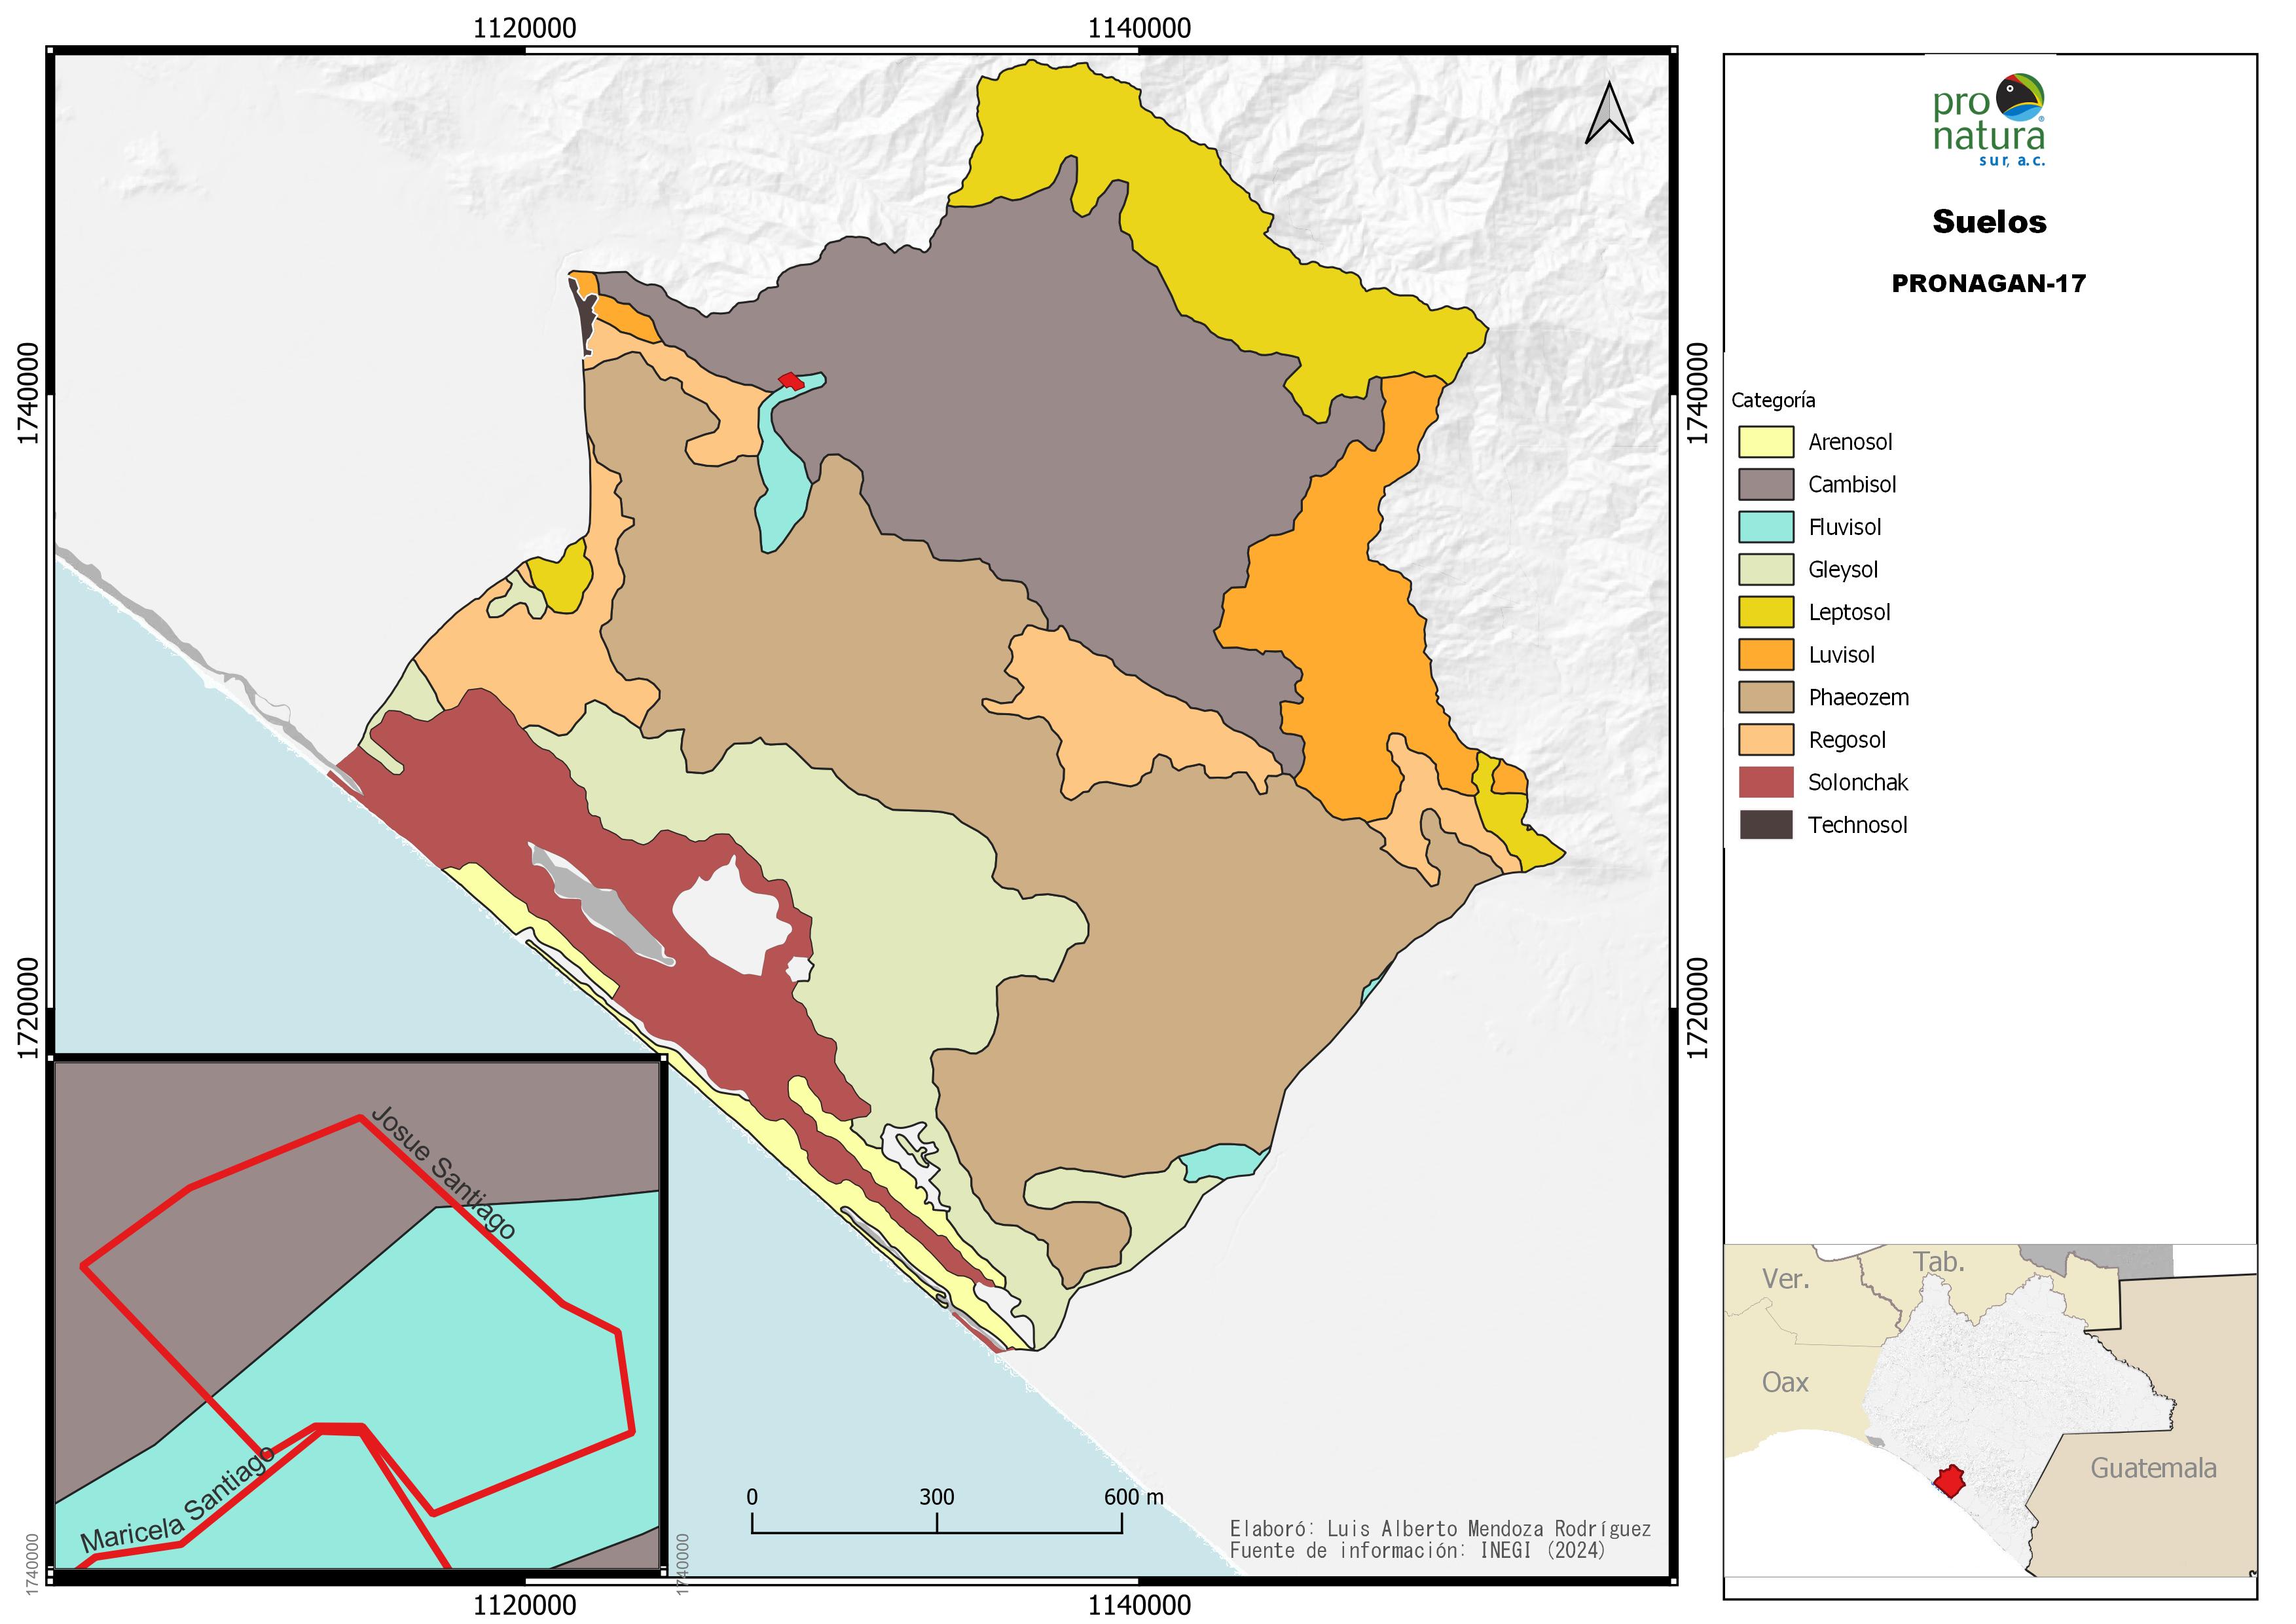 1120000
1140000
1740000
1740000
1720000
1720000
Josue Santiago
Maricela Santiago
1740000
1740000
0 300 600 m
Elaboró: Luis Alberto Mendoza Rodríguez
Fuente de información: INEGI (2024)
1120000
1140000
pro
natura
sur, a.c.
Suelos
PRONAGAN-17
Categoría
Arenosol
Cambisol
Fluvisol
Gleysol
Leptosol
Luvisol
Phaeozem
Regosol
Solonchak
Technosol
Ver.
Tab.
Oax
Guatemala